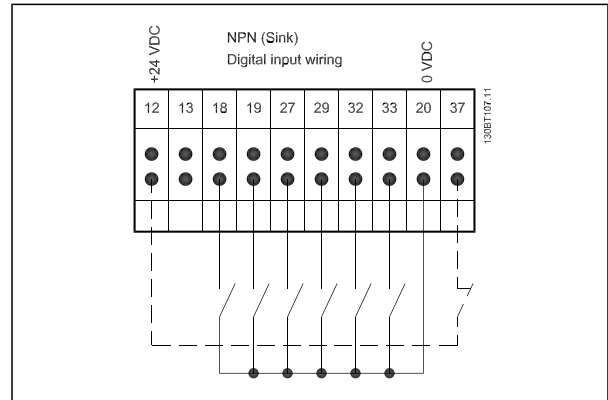 NPN (Sink)
Digital input wiring
+24 VDC
0 VDC
12 13 18 19 27 29 32 33 20 37
130BT107.11